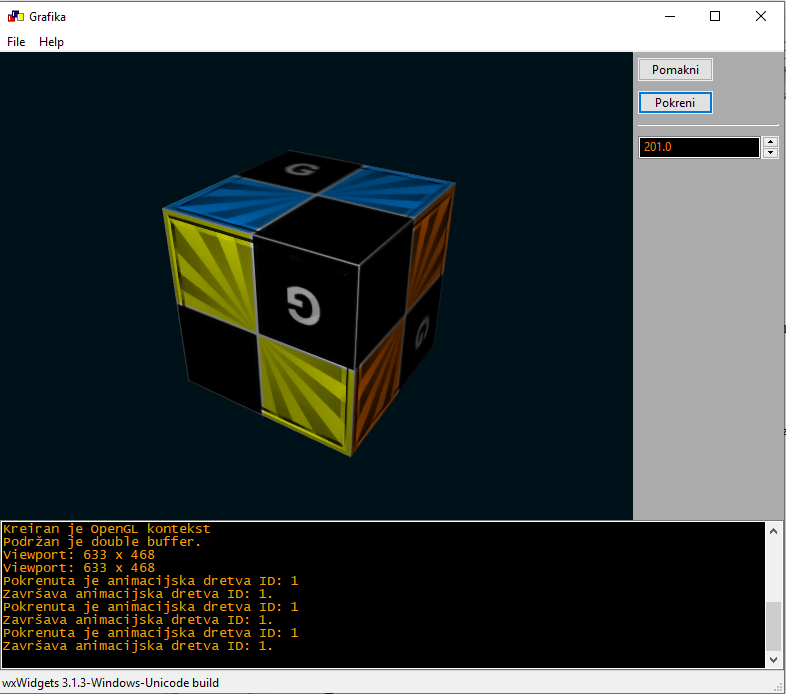 Grafika
File Help
Pomakni
Pokreni
201.0
G
G
G
Kreiran je OpenGL kontekst
Podržan je double buffer.
Viewport: 633 x 468
Viewport: 633 x 468
Pokrenuta je animacijska dretva ID: 1
Završava animacijska dretva ID: 1.
Pokrenuta je animacijska dretva ID: 1
Završava animacijska dretva ID: 1.
Pokrenuta je animacijska dretva ID: 1
Završava animacijska dretva ID: 1.
wxWidgets 3.1.3-Windows-Unicode build